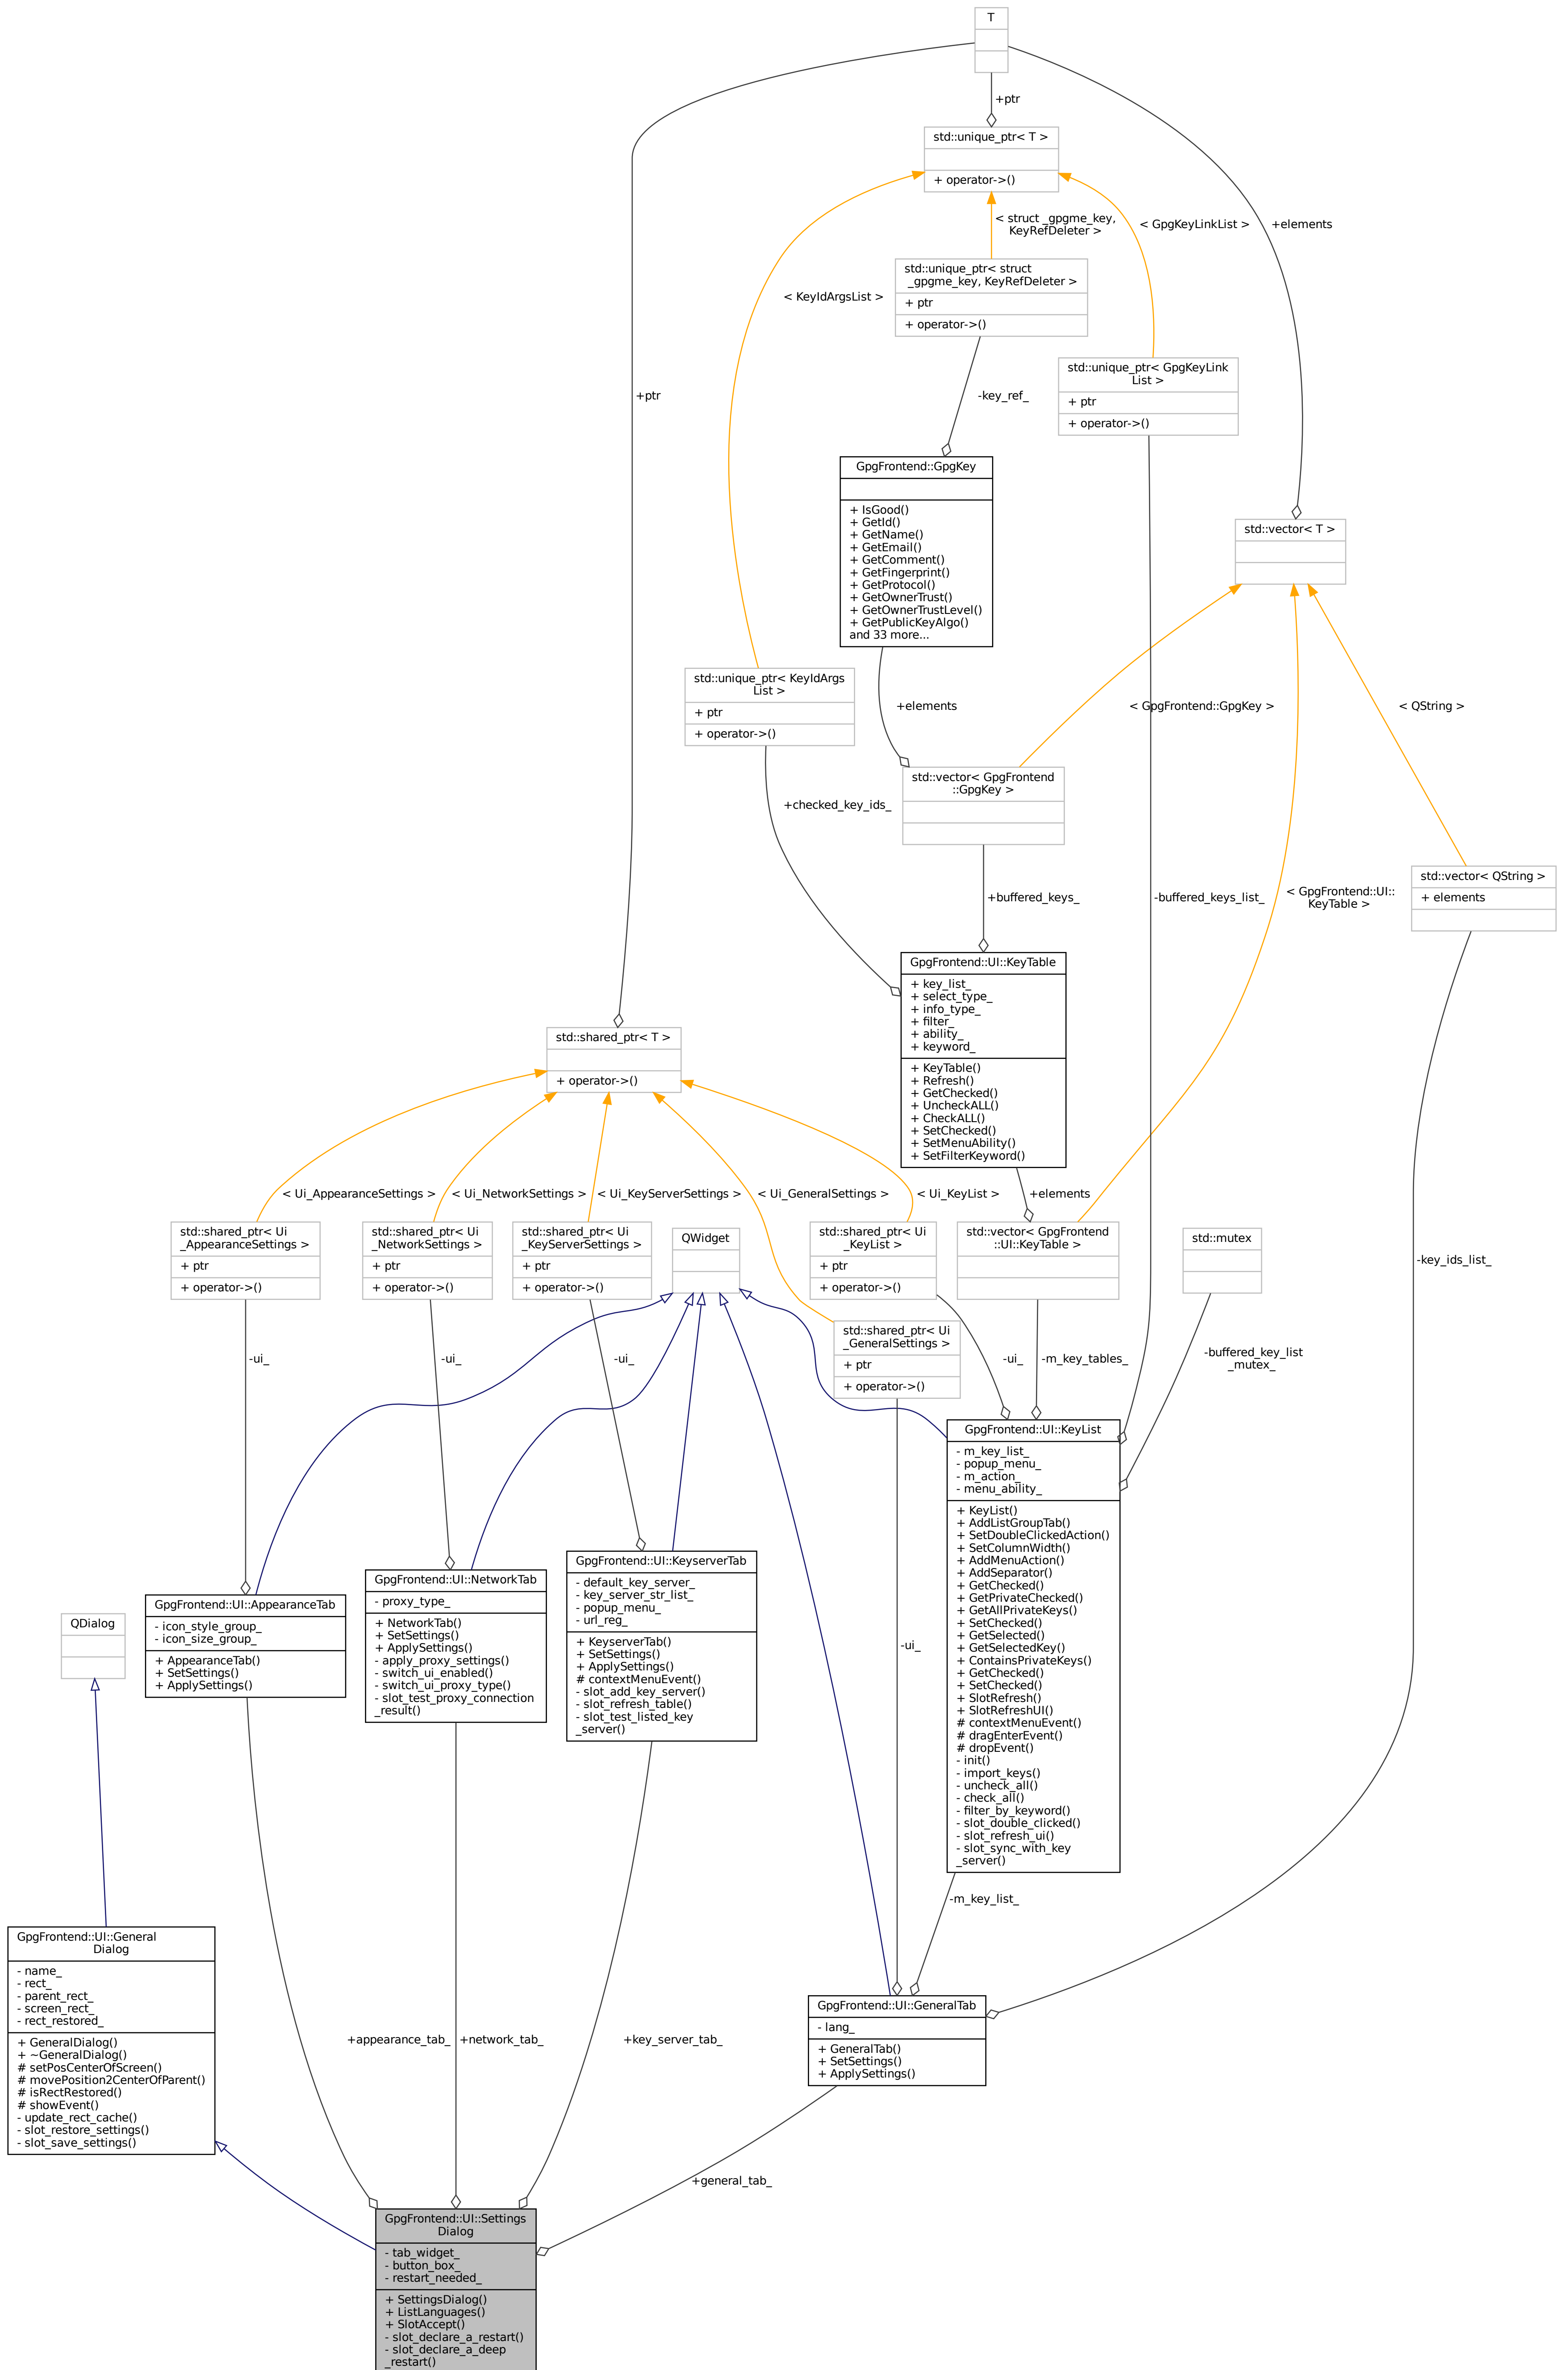 T
+ptr
std::unique_ptr< T >
+ operator->()
< struct _gpgme_key,
KeyRefDeleter >
< GpgKeyLinkList >
+elements
std::unique_ptr< struct
_gpgme_key, KeyRefDeleter >
+ ptr
+ operator->()
< KeyIdArgsList >
std::unique_ptr< GpgKeyLink
List >
+ ptr
+ operator->()
+ptr
-key_ref_
GpgFrontend::GpgKey
+ IsGood()
+ GetId()
+ GetName()
+ GetEmail()
+ GetComment()
+ GetFingerprint()
+ GetProtocol()
+ GetOwnerTrust()
+ GetOwnerTrustLevel()
+ GetPublicKeyAlgo()
and 33 more...
std::vector< T >
std::unique_ptr< KeyIdArgs
List >
+ ptr
+ operator->()
+elements
< GpgFrontend::GpgKey >
< QString >
std::vector< GpgFrontend
::GpgKey >
+checked_key_ids_
+buffered_keys_
-buffered_keys_list_
< GpgFrontend::UI::
KeyTable >
std::vector< QString >
+ elements
GpgFrontend::UI::KeyTable
+ key_list_
+ select_type_
+ info_type_
+ filter_
+ ability_
+ keyword_
+ KeyTable()
+ Refresh()
+ GetChecked()
+ UncheckALL()
+ CheckALL()
+ SetChecked()
+ SetMenuAbility()
+ SetFilterKeyword()
std::shared_ptr< T >
+ operator->()
< Ui_AppearanceSettings >
< Ui_NetworkSettings >
< Ui_KeyServerSettings >
< Ui_GeneralSettings >
< Ui_KeyList >
+elements
std::shared_ptr< Ui
_AppearanceSettings >
+ ptr
+ operator->()
std::shared_ptr< Ui
_NetworkSettings >
+ ptr
+ operator->()
std::shared_ptr< Ui
_KeyServerSettings >
+ ptr
+ operator->()
QWidget
std::shared_ptr< Ui
_KeyList >
+ ptr
+ operator->()
std::vector< GpgFrontend
::UI::KeyTable >
std::mutex
-key_ids_list_
std::shared_ptr< Ui
_GeneralSettings >
+ ptr
+ operator->()
-ui_
-ui_
-ui_
-ui_
-m_key_tables_
-buffered_key_list
_mutex_
GpgFrontend::UI::KeyList
- m_key_list_
- popup_menu_
- m_action_
- menu_ability_
+ KeyList()
+ AddListGroupTab()
+ SetDoubleClickedAction()
+ SetColumnWidth()
+ AddMenuAction()
+ AddSeparator()
+ GetChecked()
+ GetPrivateChecked()
+ GetAllPrivateKeys()
+ SetChecked()
+ GetSelected()
+ GetSelectedKey()
+ ContainsPrivateKeys()
+ GetChecked()
+ SetChecked()
+ SlotRefresh()
+ SlotRefreshUI()
# contextMenuEvent()
# dragEnterEvent()
# dropEvent()
- init()
- import_keys()
- uncheck_all()
- check_all()
- filter_by_keyword()
- slot_double_clicked()
- slot_refresh_ui()
- slot_sync_with_key
_server()
GpgFrontend::UI::KeyserverTab
- default_key_server_
- key_server_str_list_
- popup_menu_
- url_reg_
+ KeyserverTab()
+ SetSettings()
+ ApplySettings()
# contextMenuEvent()
- slot_add_key_server()
- slot_refresh_table()
- slot_test_listed_key
_server()
GpgFrontend::UI::NetworkTab
- proxy_type_
+ NetworkTab()
+ SetSettings()
+ ApplySettings()
- apply_proxy_settings()
- switch_ui_enabled()
- switch_ui_proxy_type()
- slot_test_proxy_connection
_result()
GpgFrontend::UI::AppearanceTab
- icon_style_group_
- icon_size_group_
+ AppearanceTab()
+ SetSettings()
+ ApplySettings()
QDialog
-ui_
-m_key_list_
GpgFrontend::UI::General
Dialog
- name_
- rect_
- parent_rect_
- screen_rect_
- rect_restored_
+ GeneralDialog()
+ ~GeneralDialog()
# setPosCenterOfScreen()
# movePosition2CenterOfParent()
# isRectRestored()
# showEvent()
- update_rect_cache()
- slot_restore_settings()
- slot_save_settings()
GpgFrontend::UI::GeneralTab
- lang_
+ GeneralTab()
+ SetSettings()
+ ApplySettings()
+appearance_tab_
+network_tab_
+key_server_tab_
+general_tab_
GpgFrontend::UI::Settings
Dialog
- tab_widget_
- button_box_
- restart_needed_
+ SettingsDialog()
+ ListLanguages()
+ SlotAccept()
- slot_declare_a_restart()
- slot_declare_a_deep
_restart()